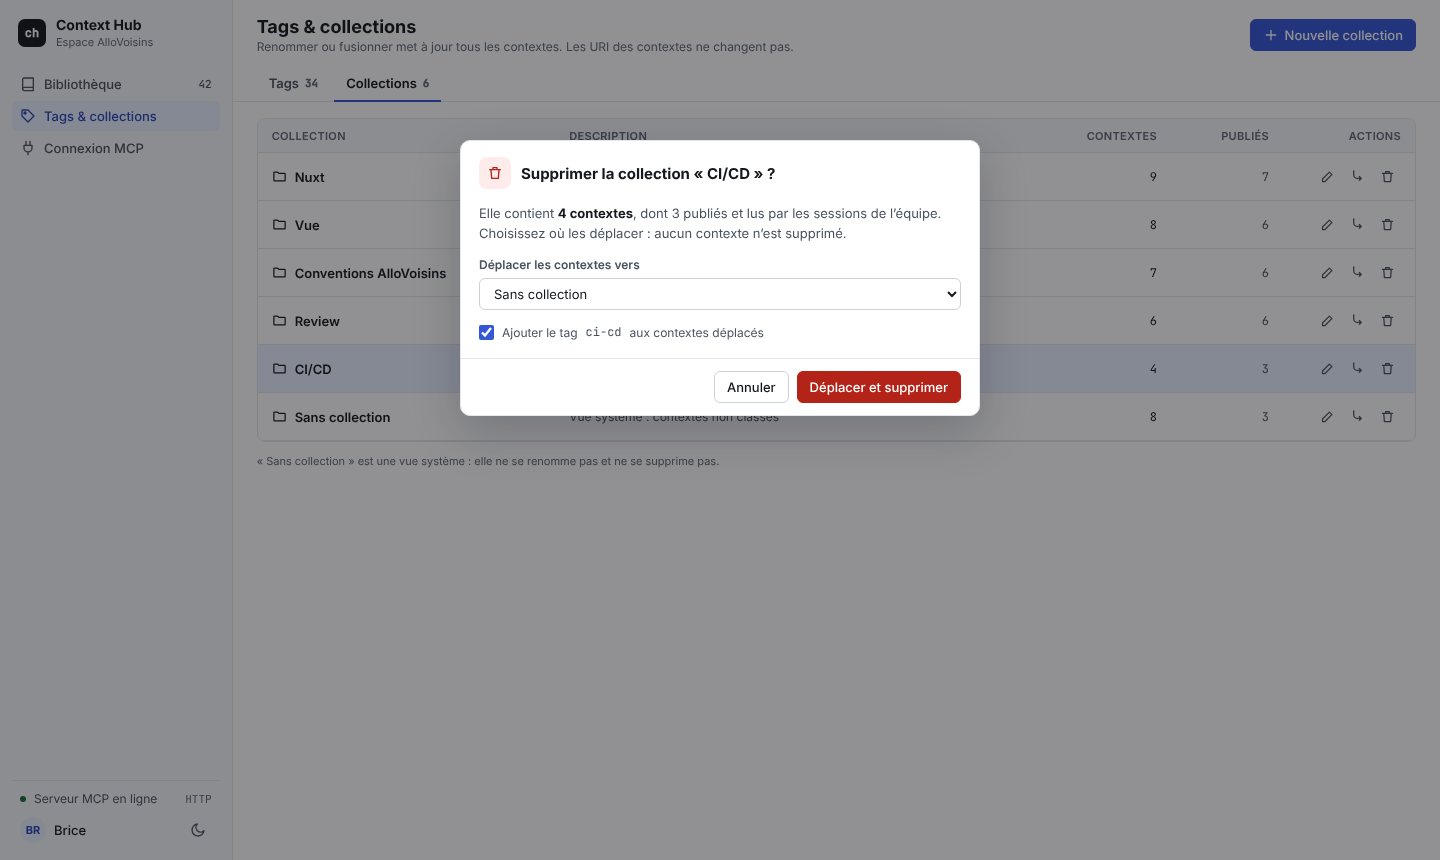 ch
Context Hub
Espace AlloVoisins
Bibliothèque 42
Tags & collections
Connexion MCP
Serveur MCP en ligne HTTP
BR Brice
Tags & collections
Renommer ou fusionner met à jour tous les contextes. Les URI des contextes ne changent pas.
Nouvelle collection
Tags 34 Collections 6
COLLECTION DESCRIPTION CONTEXTES PUBLIÉS ACTIONS
Nuxt 9 7
Vue 8 6
Conventions AlloVoisins 7 6
Review 6 6
CI/CD 4 3
Sans collection Vue système : contextes non classés 8 3
« Sans collection » est une vue système : elle ne se renomme pas et ne se supprime pas.
Supprimer la collection « CI/CD » ?
Elle contient 4 contextes, dont 3 publiés et lus par les sessions de l’équipe.
Choisissez où les déplacer : aucun contexte n’est supprimé.
Déplacer les contextes vers
Sans collection
Ajouter le tag ci-cd aux contextes déplacés
Annuler Déplacer et supprimer